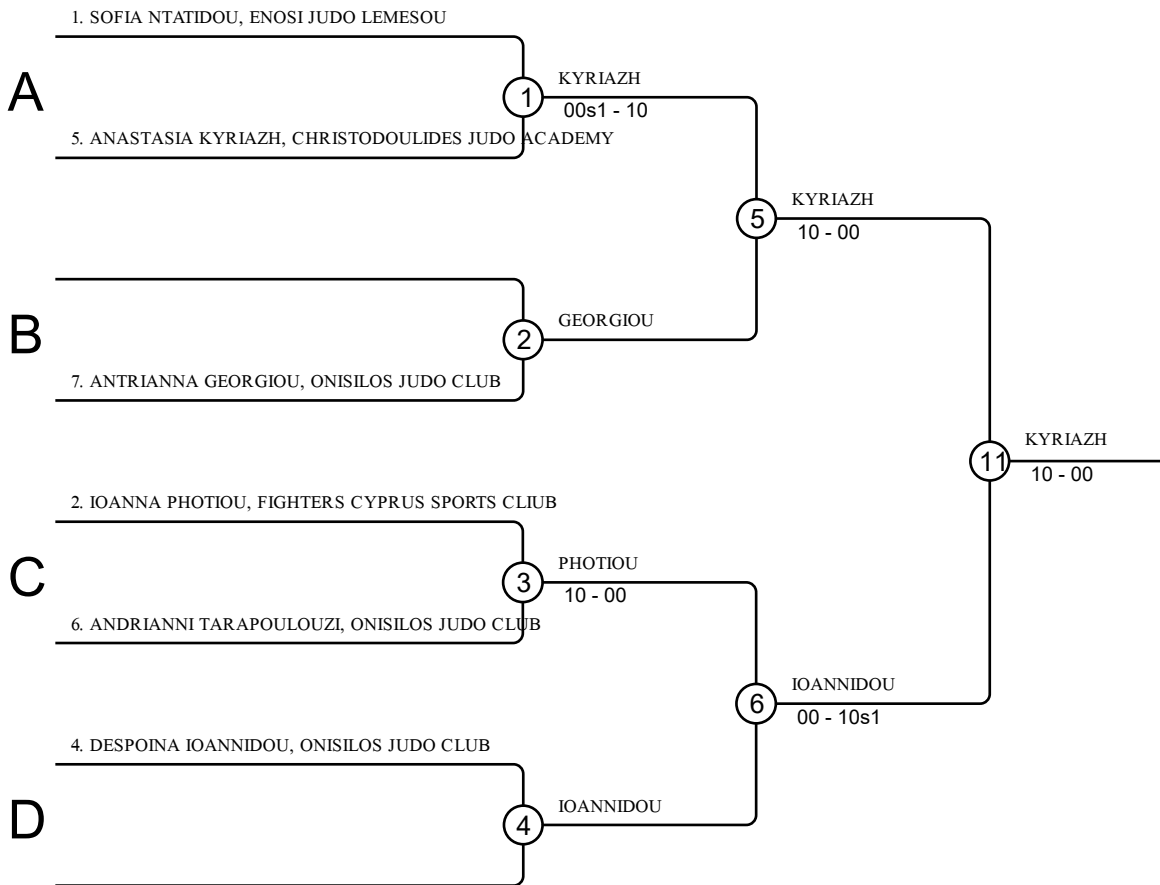 1. SOFIA NTATIDOU, ENOSI JUDO LEMESOU
A
1
KYRIAZH
00s1 - 10
5. ANASTASIA KYRIAZH, CHRISTODOULIDES JUDO ACADEMY
5
KYRIAZH
10 - 00
B
2
GEORGIOU
7. ANTRIANNA GEORGIOU, ONISILOS JUDO CLUB
11
KYRIAZH
10 - 00
2. IOANNA PHOTIOU, FIGHTERS CYPRUS SPORTS CLIUB
C
3
PHOTIOU
10 - 00
6. ANDRIANNI TARAPOULOUZI, ONISILOS JUDO CLUB
6
IOANNIDOU
00 - 10s1
4. DESPOINA IOANNIDOU, ONISILOS JUDO CLUB
D
4
IOANNIDOU